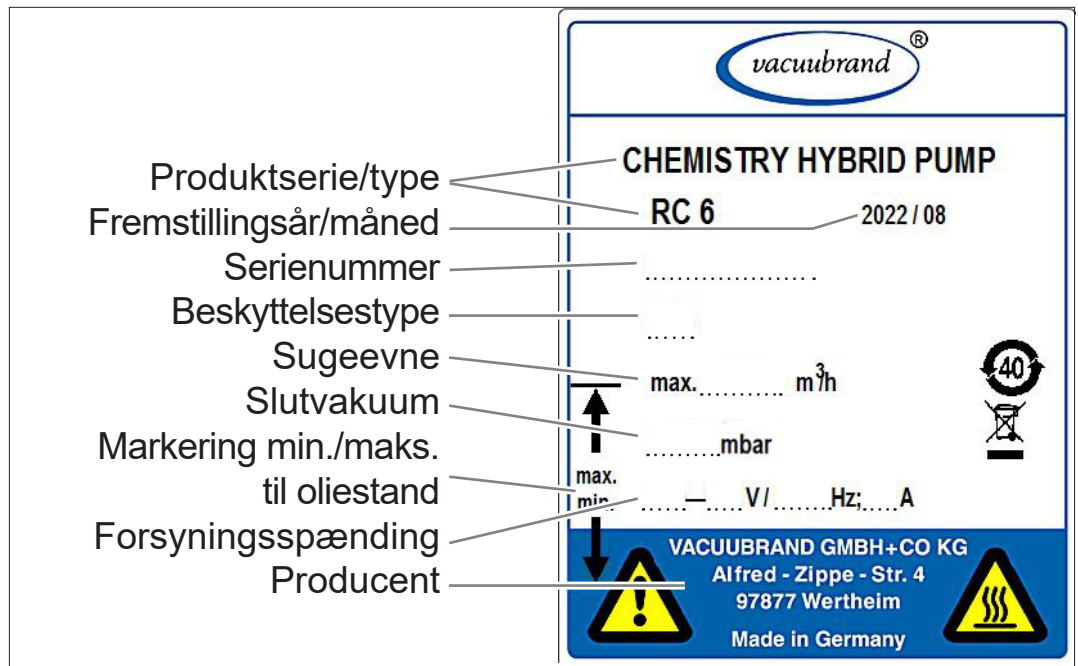 vacuubrand ®
Produktserie/type
Fremstillingsår/måned
Serienummer
Beskyttelsestype
Sugeevne
Slutvakuum
Markering min./maks.
til oliestand
Forsyningsspænding
Producent
CHEMISTRY HYBRID PUMP
RC 6 2022 / 08
....................
......
max. .......... m³/h
.........mbar
max.
min.
.....—....V / .......Hz;....A
40
VACUUBRAND GMBH+CO KG
Alfred - Zippe - Str. 4
97877 Wertheim
Made in Germany